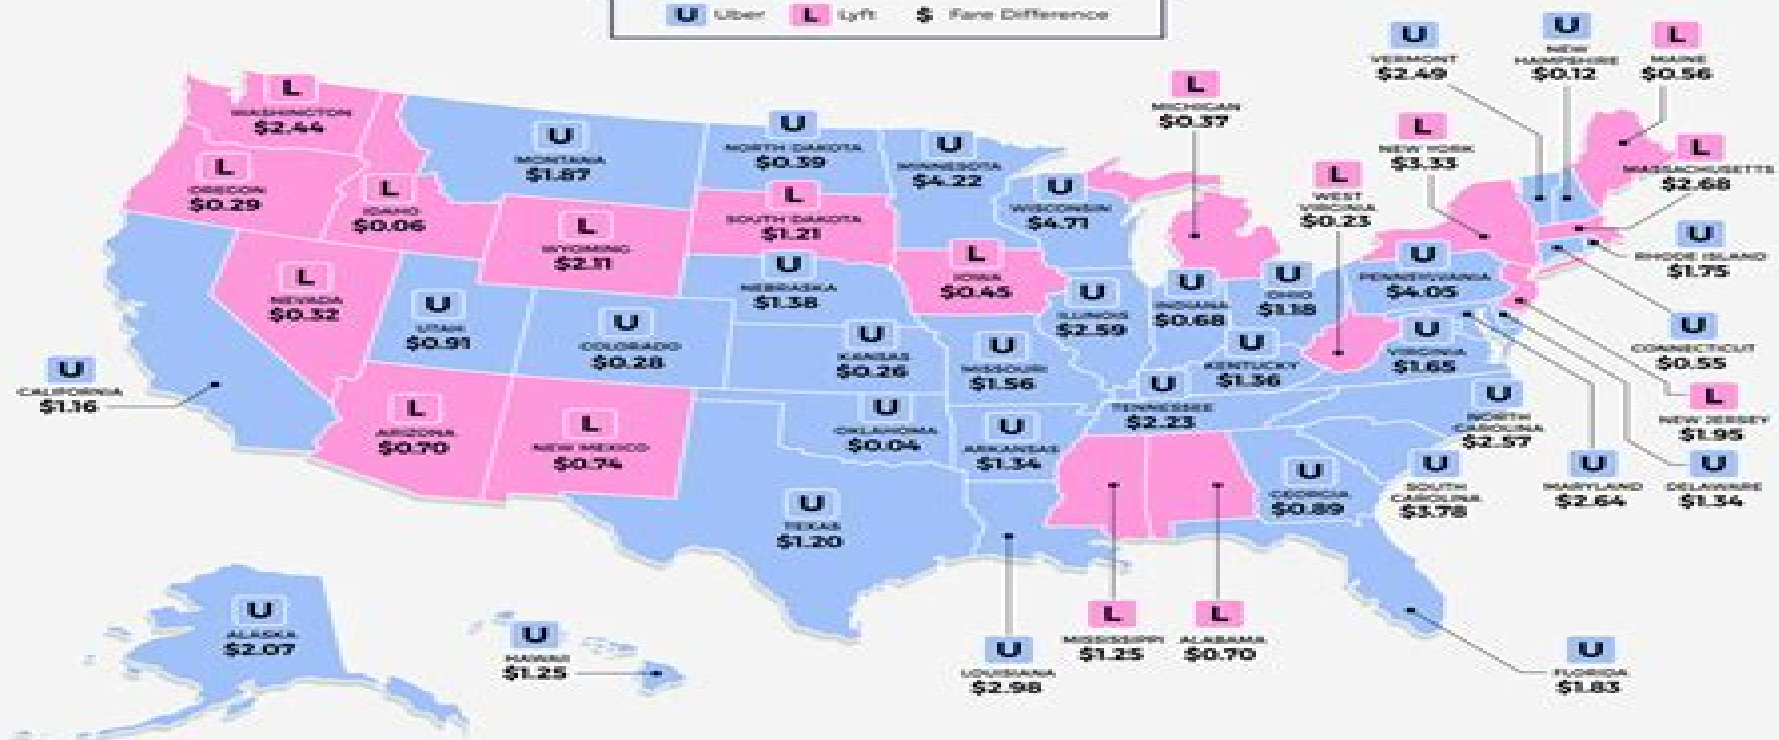 U Uber L Lyft $ Fare Difference
U
VERMONT
$2.49
U
NEW
HAMPSHIRE
$0.12
L
MAINE
$0.56
L
WASHINGTON
$2.44
L
MICHIGAN
$0.37
U
MONTANA
$1.87
U
NORTH DAKOTA
$0.39
U
MINNESOTA
$4.22
L
NEW YORK
$3.33
L
MASSACHUSETTS
$2.68
L
OREGON
$0.29
L
IDAHO
$0.06
L
WYOMING
$2.11
L
SOUTH DAKOTA
$1.21
U
WISCONSIN
$4.71
L
WEST
VIRGINIA
$0.23
U
RHODE ISLAND
$1.75
L
NEVADA
$0.32
U
UTAH
$0.91
U
COLORADO
$0.28
U
NEBRASKA
$1.38
L
IOWA
$0.45
U
ILLINOIS
$2.59
U
INDIANA
$0.68
U
OHIO
$1.18
U
PENNSYLVANIA
$4.05
U
CONNECTICUT
$0.55
U
CALIFORNIA
$1.16
U
KANSAS
$0.26
U
MISSOURI
$1.56
U
KENTUCKY
$1.36
U
VIRGINIA
$1.65
L
NEW JERSEY
$1.95
L
ARIZONA
$0.70
L
NEW MEXICO
$0.74
U
OKLAHOMA
$0.04
U
ARKANSAS
$1.34
U
TENNESSEE
$2.23
U
NORTH
CAROLINA
$2.57
U
TEXAS
$1.20
U
GEORGIA
$0.89
U
SOUTH
CAROLINA
$3.78
U
MARYLAND
$2.64
U
DELAWARE
$1.34
U
ALASKA
$2.07
U
HAWAII
$1.25
U
LOUISIANA
$2.98
L
MISSISSIPPI
$1.25
L
ALABAMA
$0.70
U
FLORIDA
$1.83